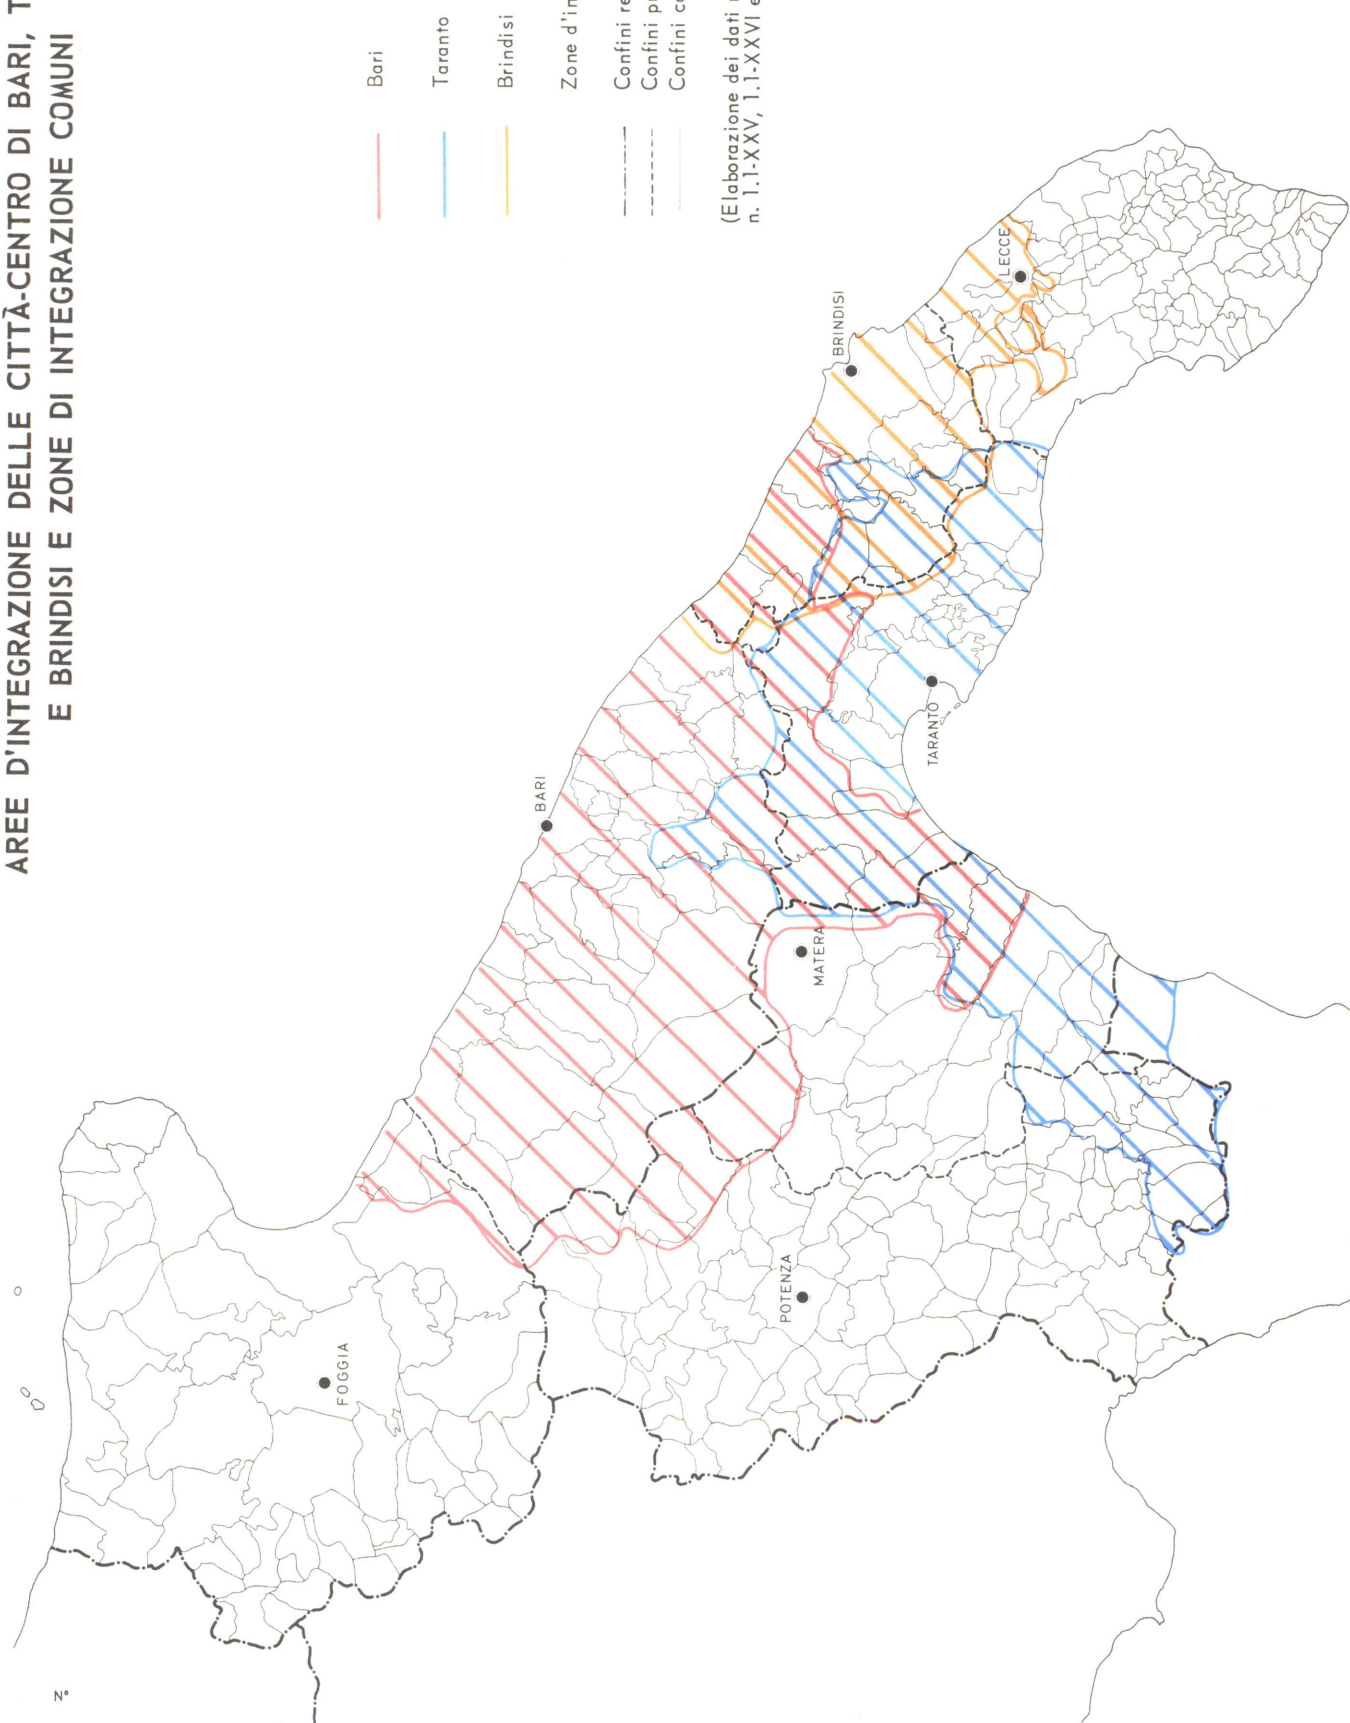 AREE D'INTEGRAZIONE DELLE CITTÀ-CENTRO DI BARI,
E BRINDISI E ZONE DI INTEGRAZIONE COMUNI
Bari
Taranto
Brindisi
Zone
Confini
Confini
Confini
(Elaborazione dei dati
n. 1.1-XXV, 1.1-XXVI e
BARI
BRINDISI
LECCE
TARANTO
MATERA
POTENZA
FOGGIA
N°